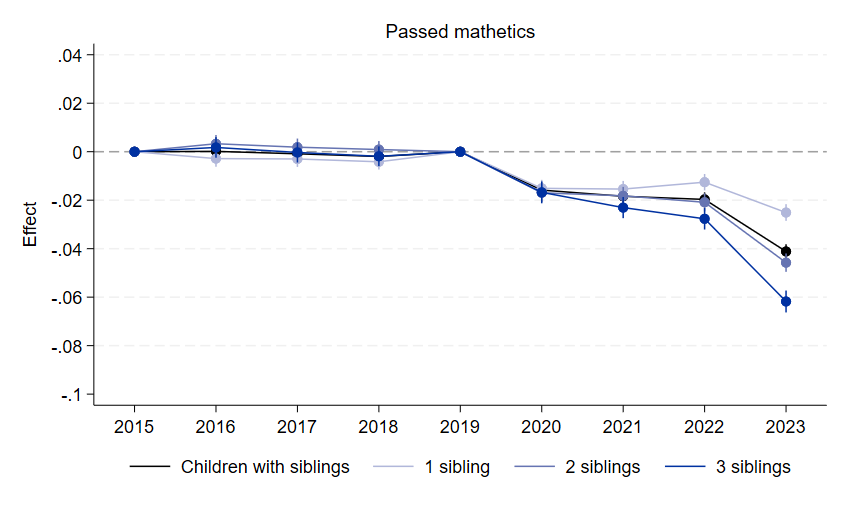 Passed mathetics
.04
.02
0
-.02
-.04
-.06
-.08
-.1
Effect
2015 2016 2017 2018 2019 2020 2021 2022 2023
Children with siblings 1 sibling 2 siblings 3 siblings